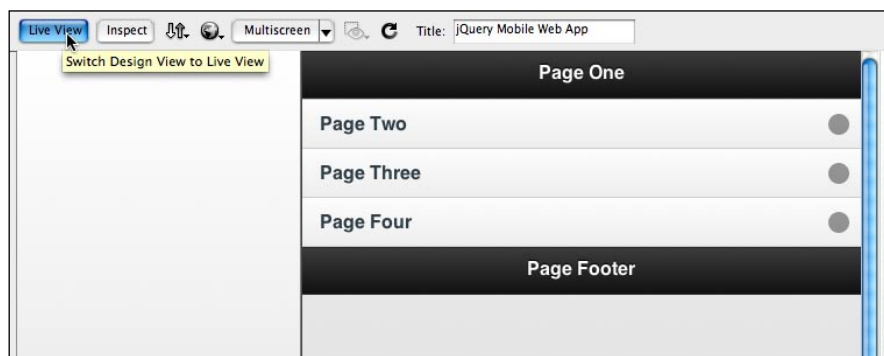 Live View Inspect Multiscreen Title: jQuery Mobile Web App
Switch Design View to Live View
Page One
Page Two
Page Three
Page Four
Page Footer